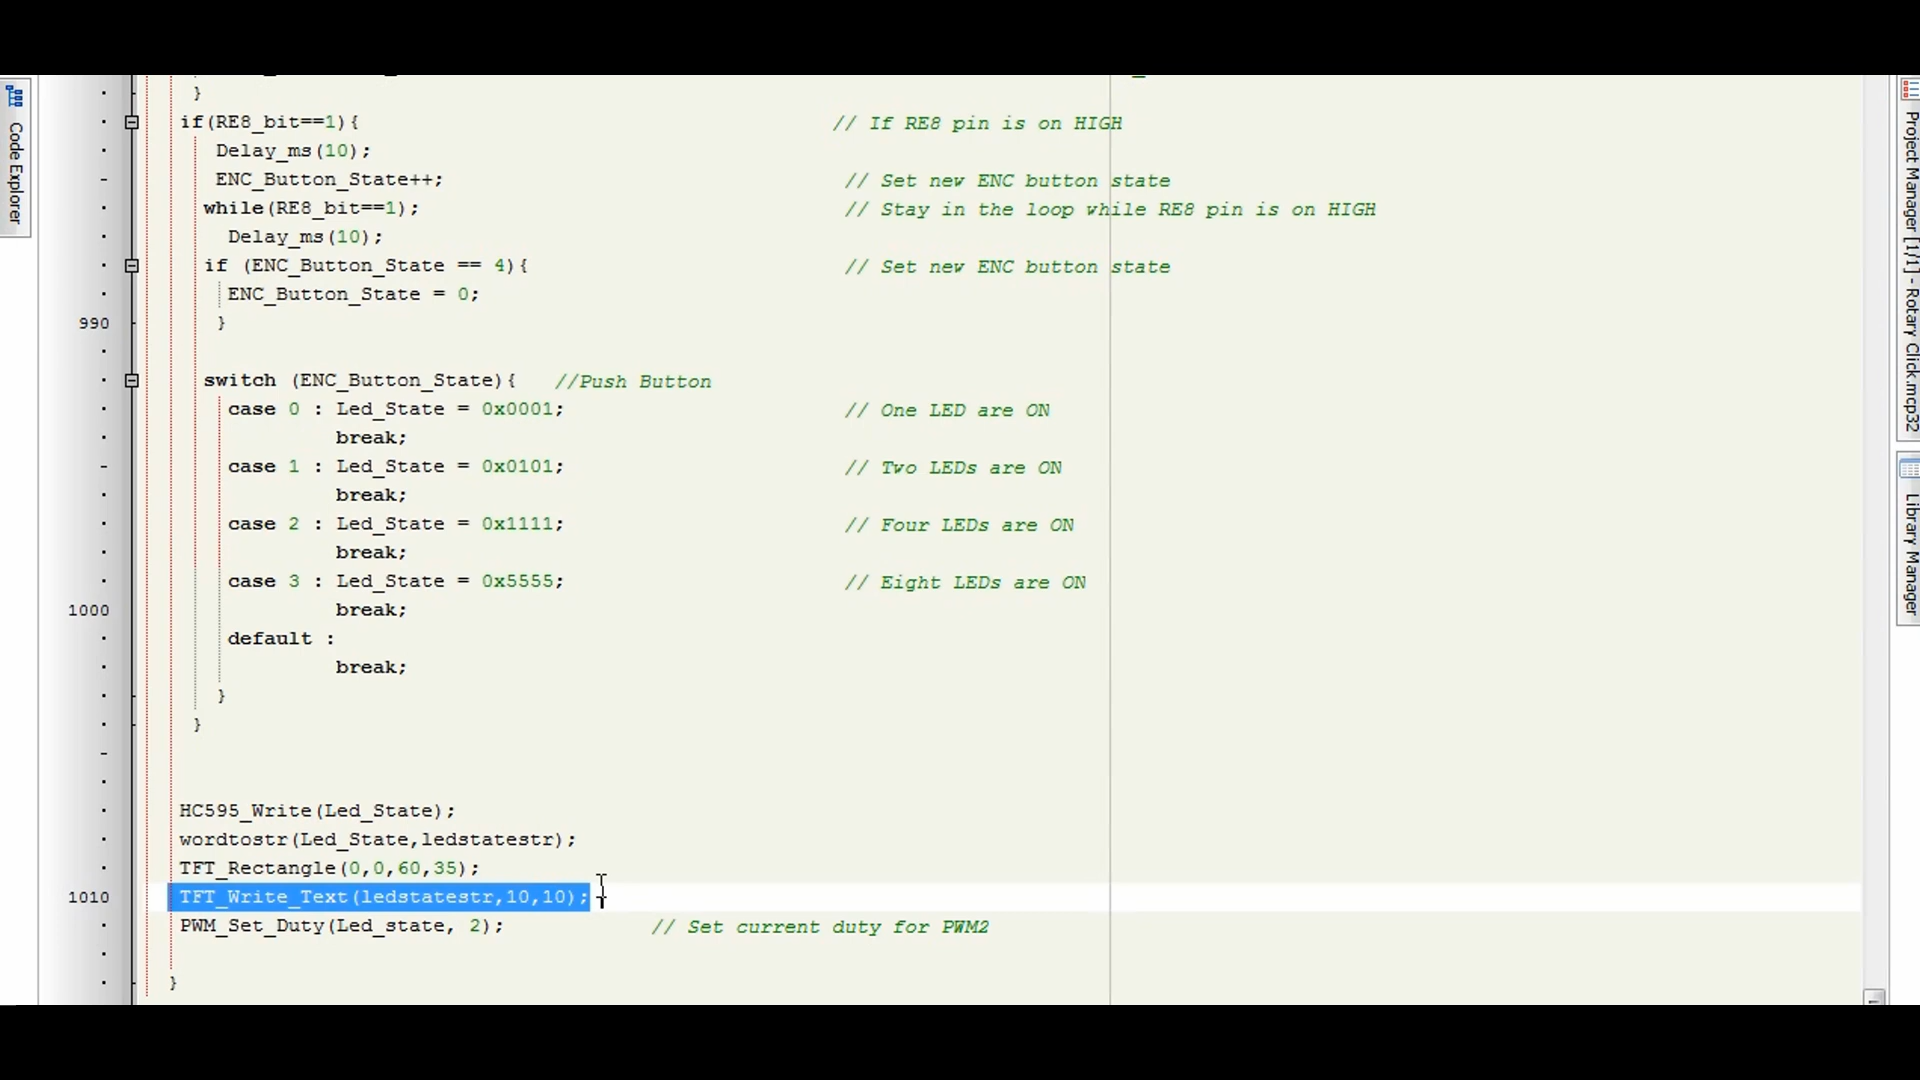 Code Explorer
}
if(RE8_bit==1){ // If RE8 pin is on HIGH
Delay_ms(10);
ENC_Button_State++; // Set new ENC button state
while(RE8_bit==1); // Stay in the loop while RE8 pin is on HIGH
Delay_ms(10);
if (ENC_Button_State == 4){ // Set new ENC button state
ENC_Button_State = 0;
990 }
switch (ENC_Button_State){ //Push Button
case 0 : Led_State = 0x0001; // One LED are ON
break;
case 1 : Led_State = 0x0101; // Two LEDs are ON
break;
case 2 : Led_State = 0x1111; // Four LEDs are ON
break;
case 3 : Led_State = 0x5555; // Eight LEDs are ON
1000 break;
default :
break;
}
}
HC595_Write(Led_State);
wordtostr(Led_State,ledstatestr);
TFT_Rectangle(0,0,60,35);
1010 TFT_Write_Text(ledstatestr,10,10);
PWM_Set_Duty(Led_state, 2); // Set current duty for PWM2
}
Project Manager [1/1] - Rotary Click.mcp32
Library Manager